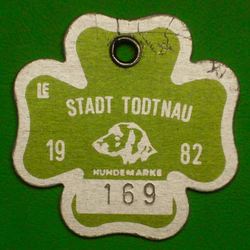 LE
STADT TODTNAU
19 82
HUNDEMARKE
169